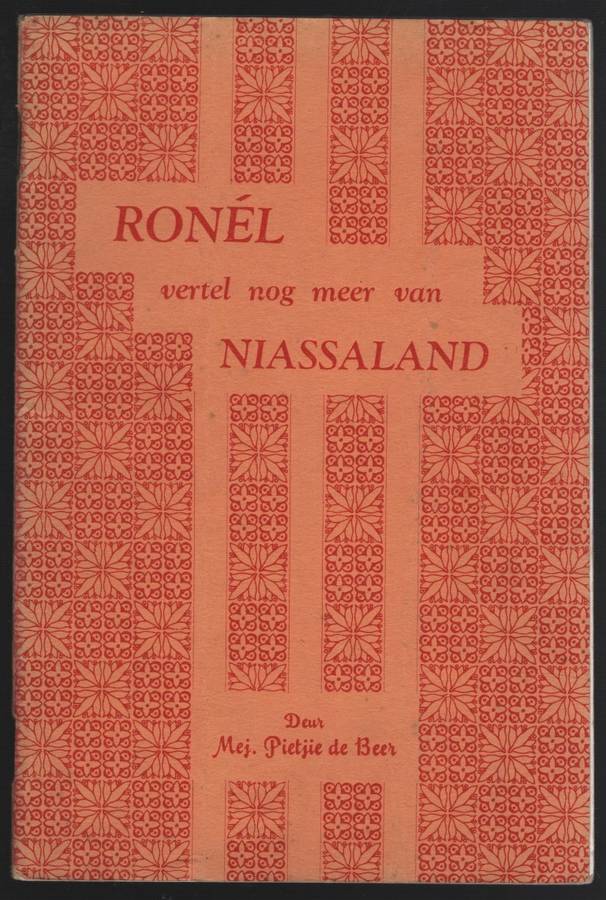 RONÉL
vertel nog meer van
NIASSALAND
Deur
Mej. Pietjie de Beer